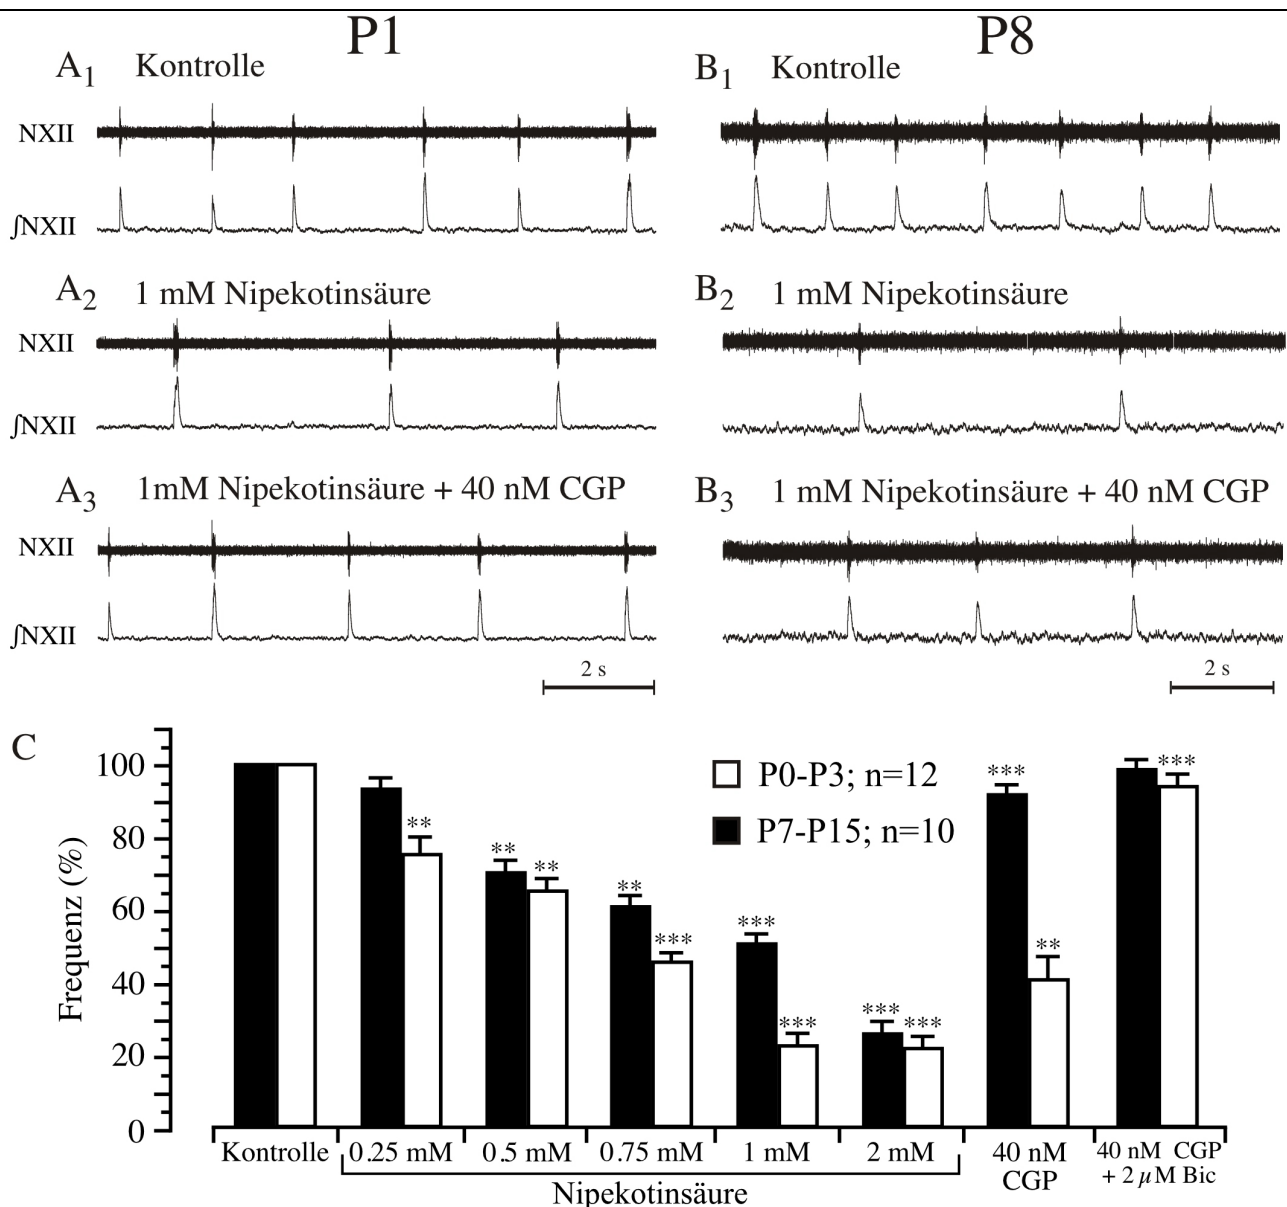 P1 P8
A1 Kontrolle
B1 Kontrolle
NXII
∫NXII
A2 1 mM Nipekotinsäure
B2 1 mM Nipekotinsäure
NXII
∫NXII
A3 1mM Nipekotinsäure + 40 nM CGP
B3 1 mM Nipekotinsäure + 40 nM CGP
NXII
∫NXII
2 s
2 s
C
Frequenz (%)
100
80
60
40
20
0
P0-P3; n=12
P7-P15; n=10
**
**
**
**
***
***
***
***
***
***
**
***
Kontrolle 0.25 mM 0.5 mM 0.75 mM 1 mM 2 mM
Nipekotinsäure
40 nM
CGP
40 nM CGP
+ 2 µM Bic